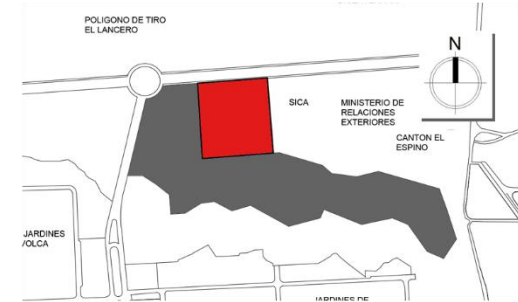 POLIGONO DE TIRO
EL LANCERO
N
SICA
MINISTERIO DE
RELACIONES
EXTERIORES
CANTON EL
ESPINO
JARDINES
VOLCA
JARDINES DE